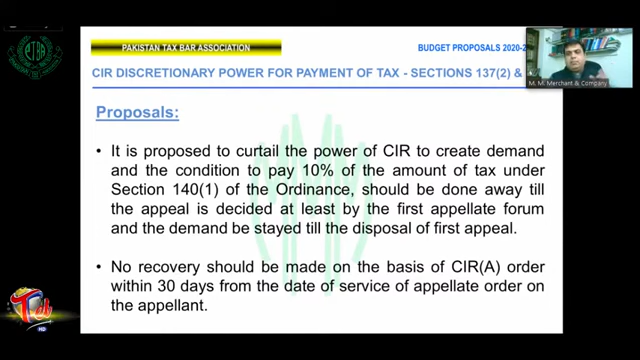 PTBA
PAKISTAN TAX BAR ASSOCIATION
BUDGET PROPOSALS 2020-2
CIR DISCRETIONARY POWER FOR PAYMENT OF TAX - SECTIONS 137(2) &
M. M. Merchant & Company
Proposals:
• It is proposed to curtail the power of CIR to create demand
and the condition to pay 10% of the amount of tax under
Section 140(1) of the Ordinance, should be done away till
the appeal is decided at least by the first appellate forum
and the demand be stayed till the disposal of first appeal.
• No recovery should be made on the basis of CIR(A) order
within 30 days from the date of service of appellate order on
the appellant.
HD